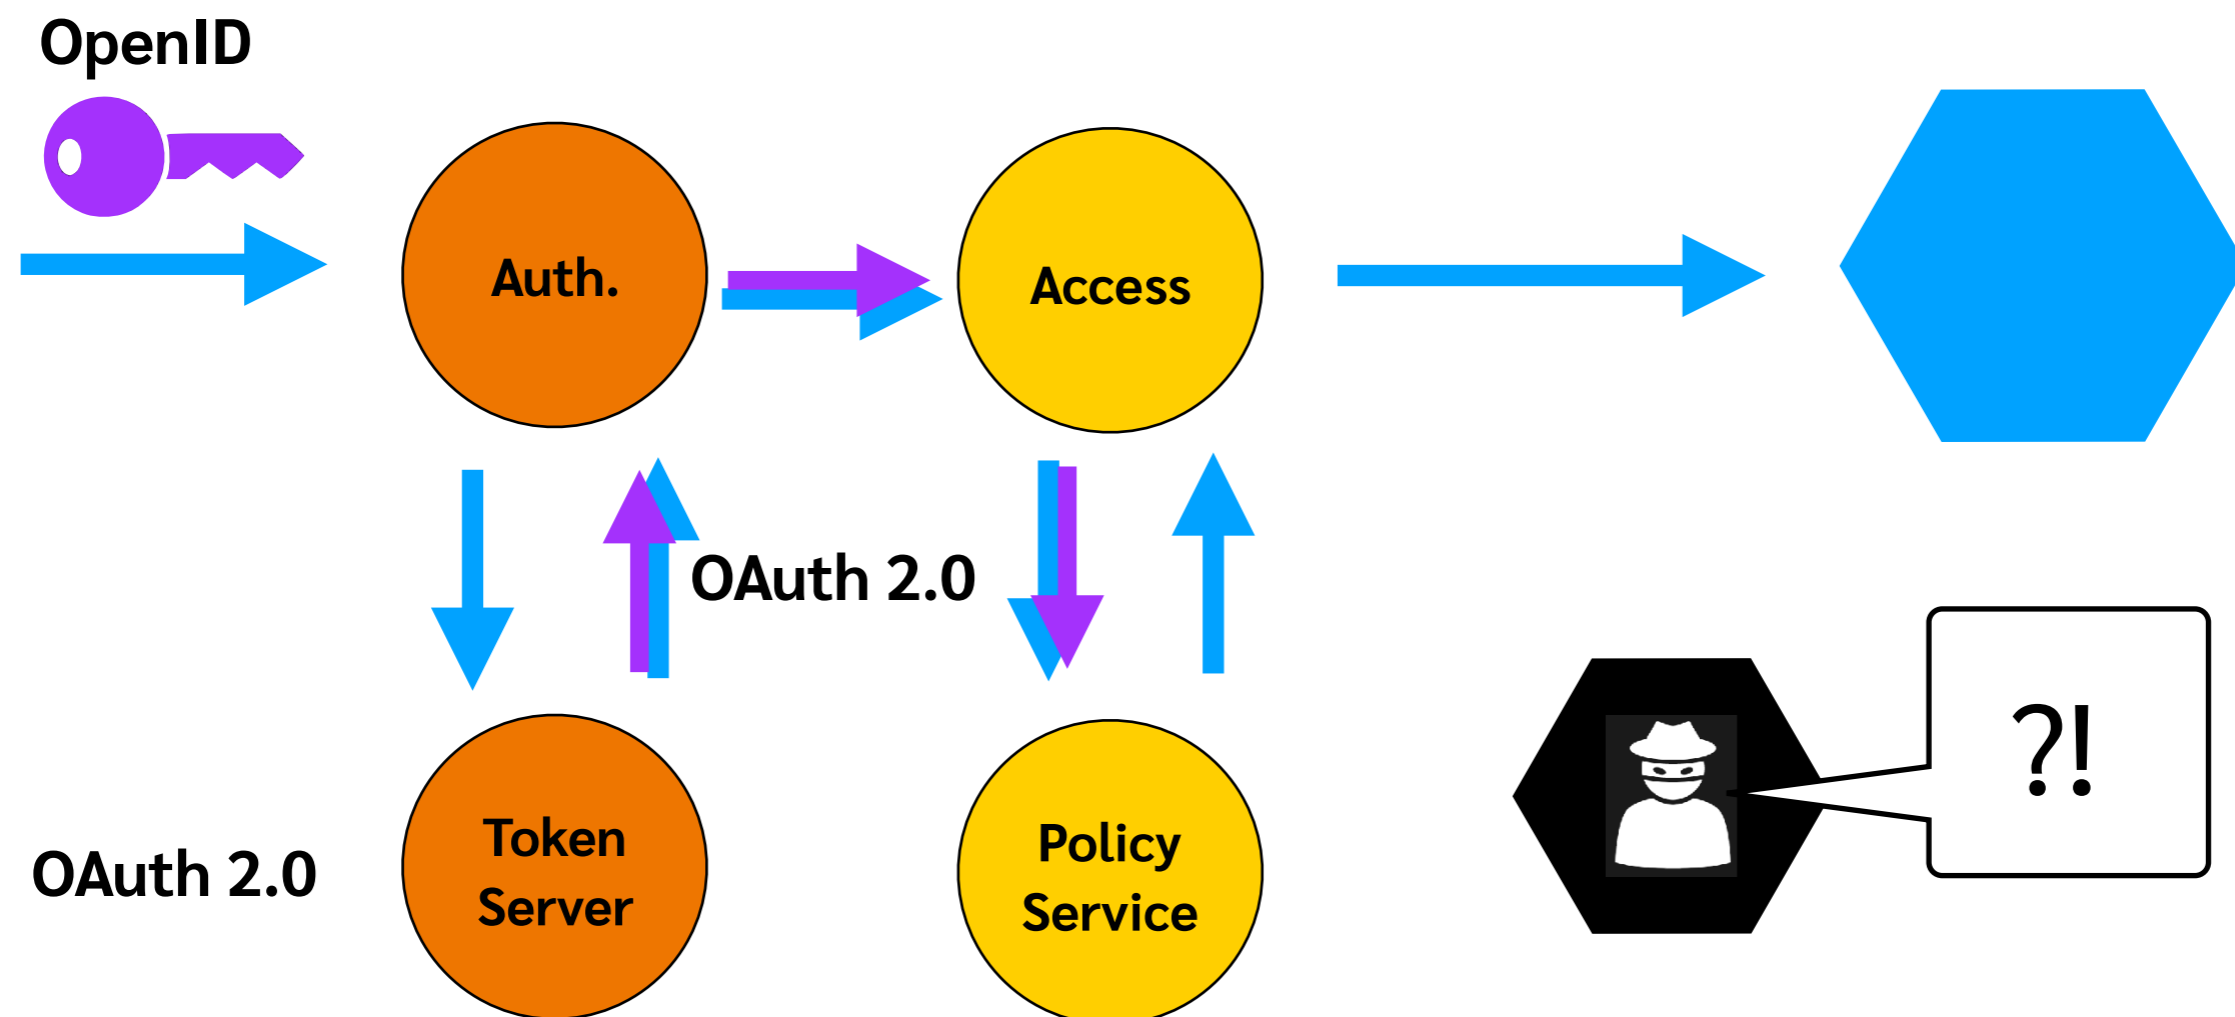 OpenID
Auth.
Access
OAuth 2.0
Token
Server
Policy
Service
OAuth 2.0
?!